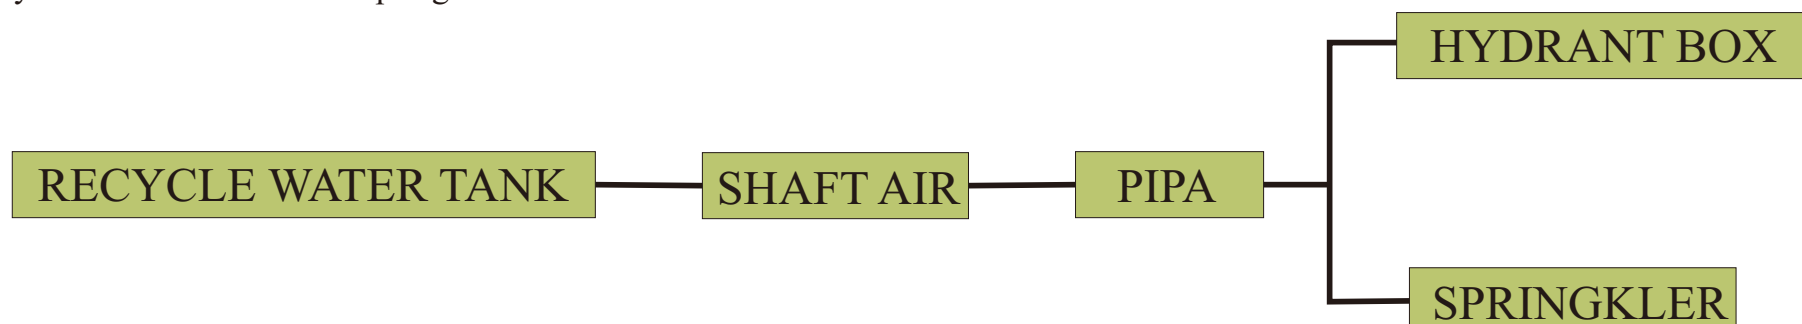 HYDRANT BOX
RECYCLE WATER TANK
SHAFT AIR
PIPA
SPRINGKLER